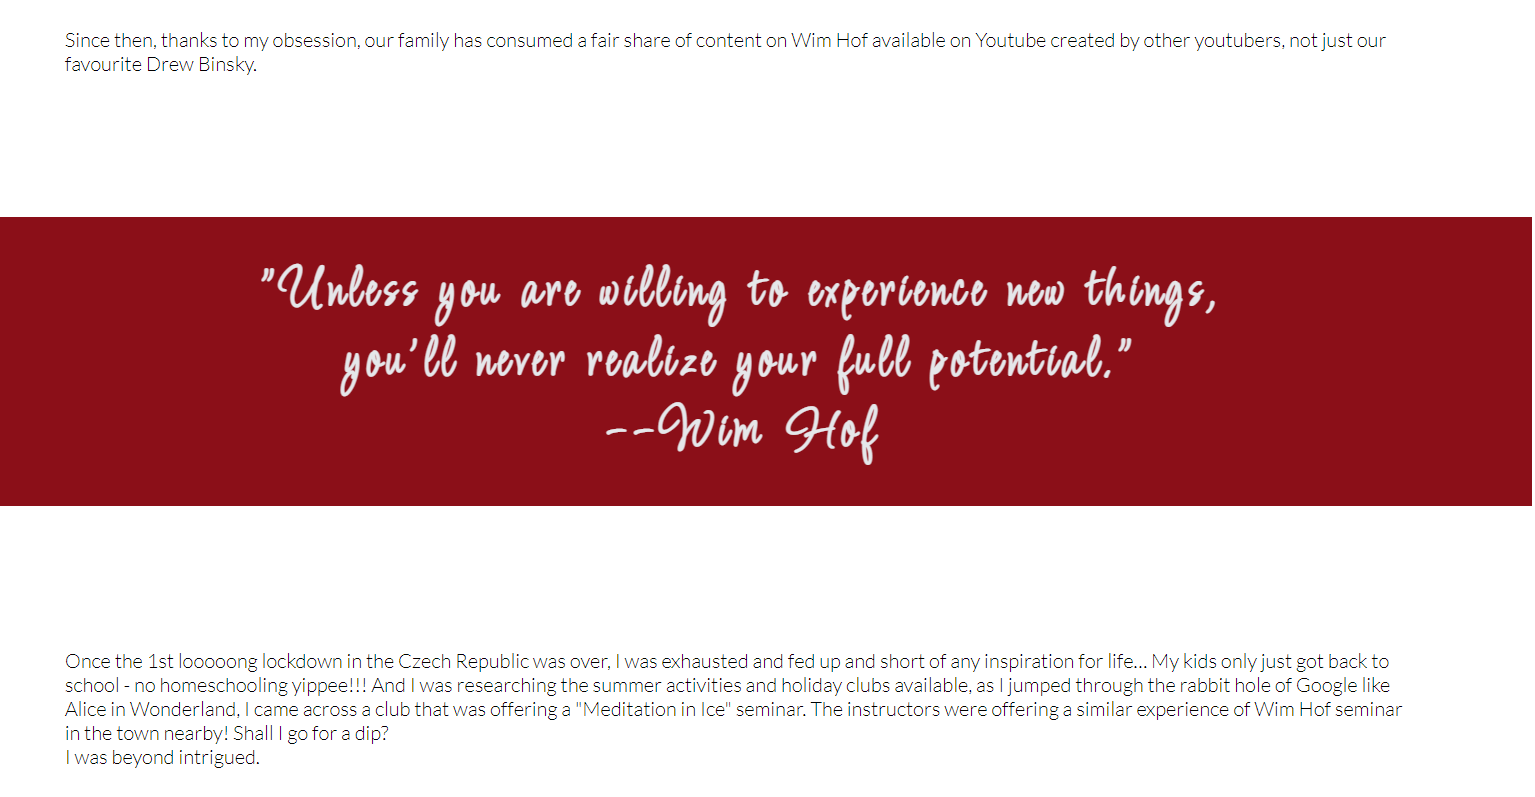 Since then, thanks to my obsession, our family has consumed a fair share of content on Wim Hof available on Youtube created by other youtubers, not just our
favourite Drew Binsky.
"Unless you are willing to experience new things,
you'll never realize your full potential."
--Wim Hof
Once the 1st looooong lockdown in the Czech Republic was over, I was exhausted and fed up and short of any inspiration for life... My kids only just got back to
school - no homeschooling yippee!!! And I was researching the summer activities and holiday clubs available, as I jumped through the rabbit hole of Google like
Alice in Wonderland, I came across a club that was offering a "Meditation in Ice" seminar. The instructors were offering a similar experience of Wim Hof seminar
in the town nearby! Shall I go for a dip?
I was beyond intrigued.